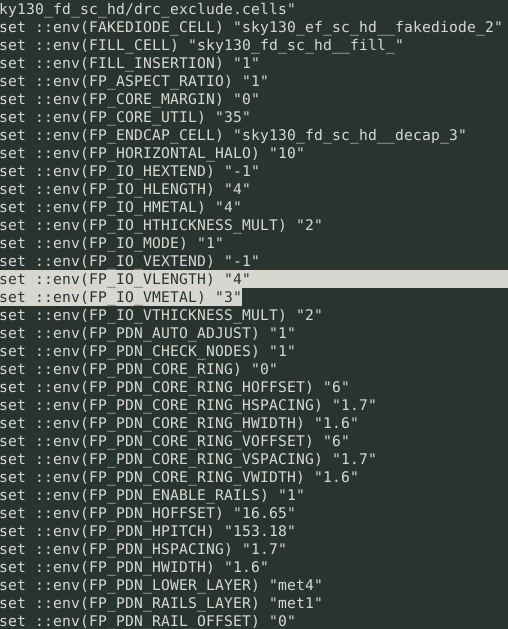 ky130_fd_sc_hd/drc_exclude.cells"
set ::env(FAKEDIODE_CELL) "sky130_ef_sc_hd__fakediode_2"
set ::env(FILL_CELL) "sky130_fd_sc_hd__fill_"
set ::env(FILL_INSERTION) "1"
set ::env(FP_ASPECT_RATIO) "1"
set ::env(FP_CORE_MARGIN) "0"
set ::env(FP_CORE_UTIL) "35"
set ::env(FP_ENDCAP_CELL) "sky130_fd_sc_hd__decap_3"
set ::env(FP_HORIZONTAL_HALO) "10"
set ::env(FP_IO_HEXTEND) "-1"
set ::env(FP_IO_HLENGTH) "4"
set ::env(FP_IO_HMETAL) "4"
set ::env(FP_IO_HTHICKNESS_MULT) "2"
set ::env(FP_IO_MODE) "1"
set ::env(FP_IO_VEXTEND) "-1"
set ::env(FP_IO_VLENGTH) "4"
set ::env(FP_IO_VMETAL) "3"
set ::env(FP_IO_VTHICKNESS_MULT) "2"
set ::env(FP_PDN_AUTO_ADJUST) "1"
set ::env(FP_PDN_CHECK_NODES) "1"
set ::env(FP_PDN_CORE_RING) "0"
set ::env(FP_PDN_CORE_RING_HOFFSET) "6"
set ::env(FP_PDN_CORE_RING_HSPACING) "1.7"
set ::env(FP_PDN_CORE_RING_HWIDTH) "1.6"
set ::env(FP_PDN_CORE_RING_VOFFSET) "6"
set ::env(FP_PDN_CORE_RING_VSPACING) "1.7"
set ::env(FP_PDN_CORE_RING_VWIDTH) "1.6"
set ::env(FP_PDN_ENABLE_RAILS) "1"
set ::env(FP_PDN_HOFFSET) "16.65"
set ::env(FP_PDN_HPITCH) "153.18"
set ::env(FP_PDN_HSPACING) "1.7"
set ::env(FP_PDN_HWIDTH) "1.6"
set ::env(FP_PDN_LOWER_LAYER) "met4"
set ::env(FP_PDN_RAILS_LAYER) "met1"
set ::env(FP_PDN_RAIL_OFFSET) "0"